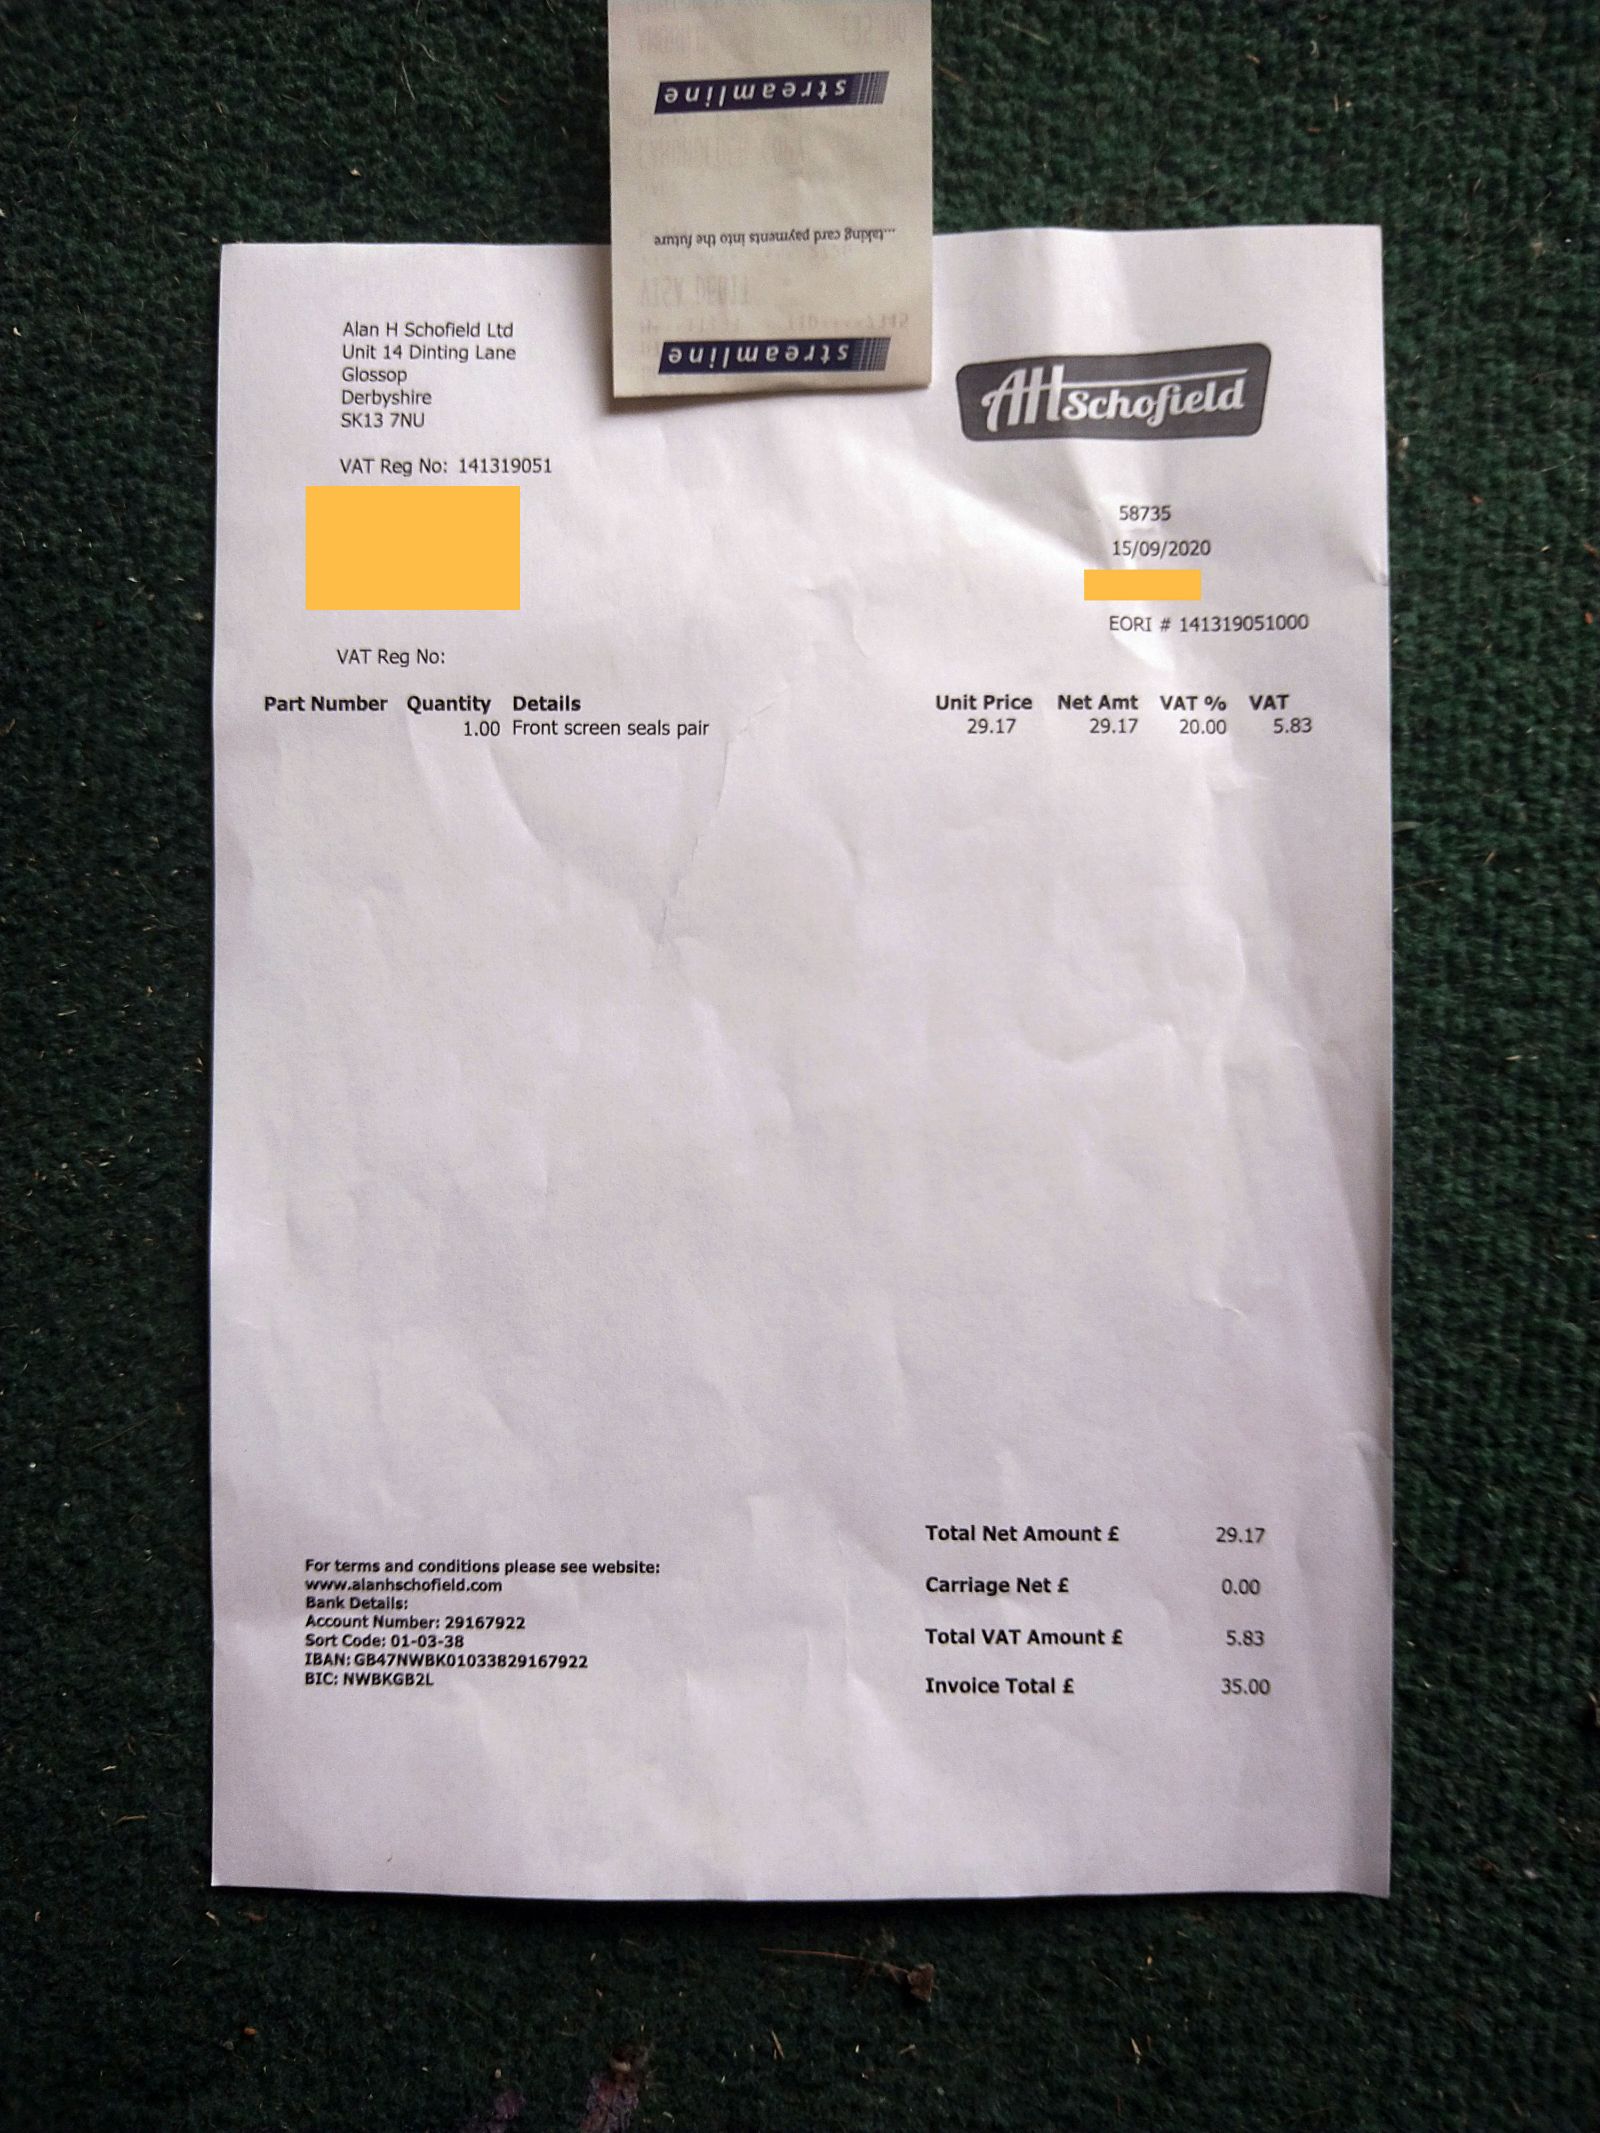 streamline
...taking card payments into the future
streamline
Alan H Schofield Ltd
Unit 14 Dinting Lane
Glossop
Derbyshire
SK13 7NU
VAT Reg No: 141319051
AHSchofield
58735
15/09/2020
EORI # 141319051000
VAT Reg No:
Part Number Quantity Details Unit Price Net Amt VAT % VAT
1.00 Front screen seals pair 29.17 29.17 20.00 5.83
Total Net Amount £ 29.17
Carriage Net £ 0.00
Total VAT Amount £ 5.83
Invoice Total £ 35.00
For terms and conditions please see website:
www.alanhschofield.com
Bank Details:
Account Number: 29167922
Sort Code: 01-03-38
IBAN: GB47NWBK01033829167922
BIC: NWBKGB2L